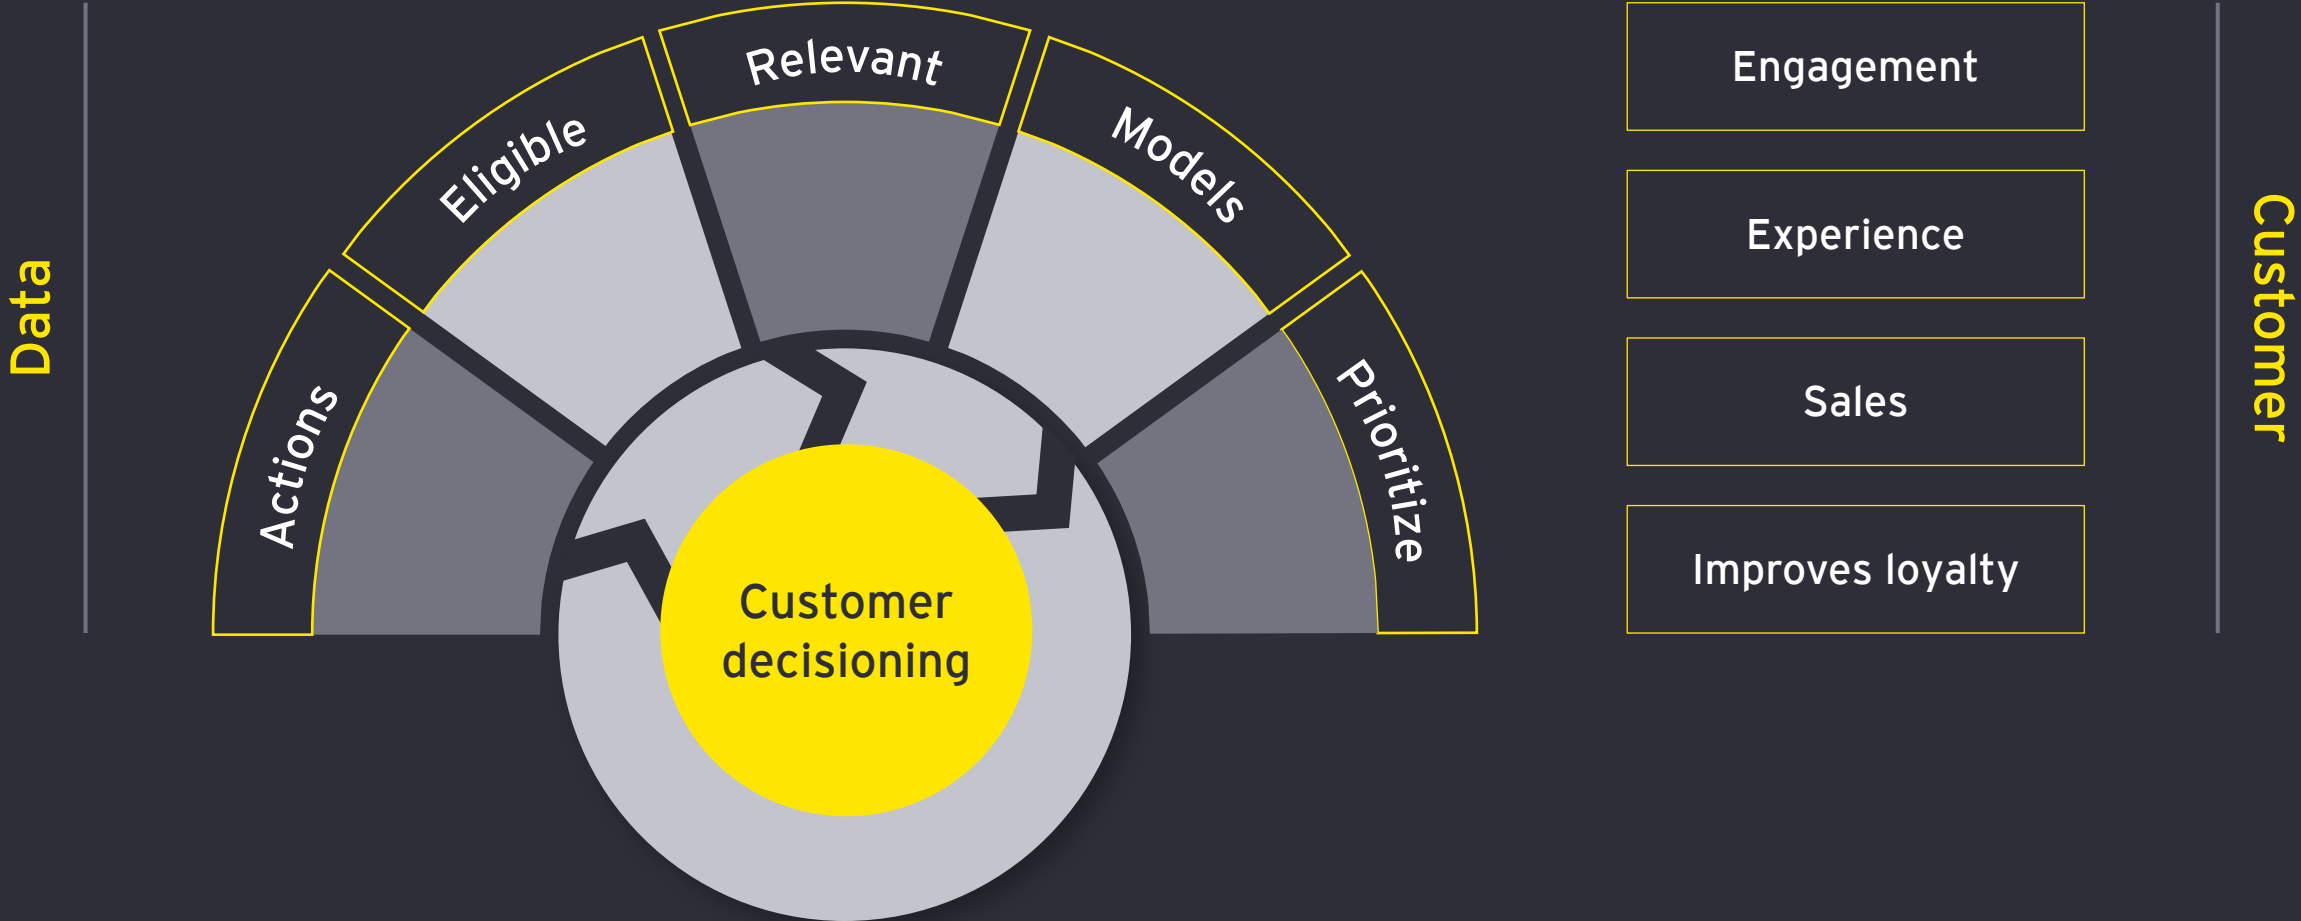 Data
Actions
Eligible
Relevant
Models
Prioritize
Customer
decisioning
Engagement
Experience
Sales
Improves loyalty
Customer